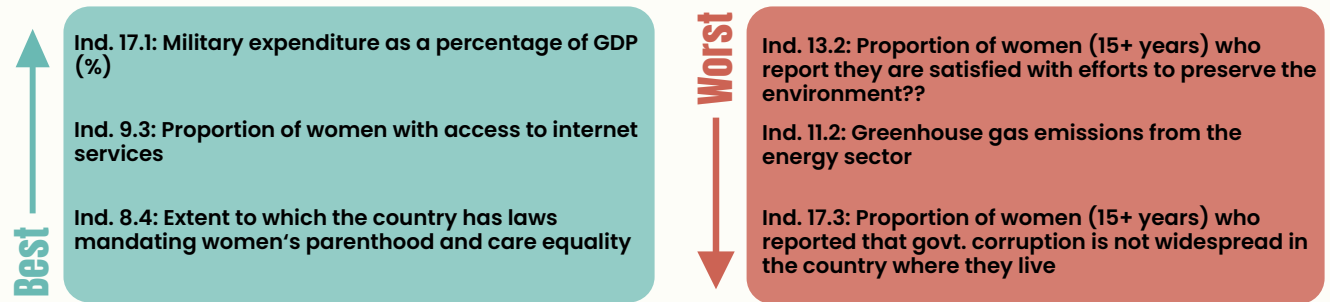 Best
Ind. 17.1: Military expenditure as a percentage of GDP
(%)
Ind. 9.3: Proportion of women with access to internet
services
Ind. 8.4: Extent to which the country has laws
mandating women‘s parenthood and care equality
Worst
Ind. 13.2: Proportion of women (15+ years) who
report they are satisfied with efforts to preserve the
environment??
Ind. 11.2: Greenhouse gas emissions from the
energy sector
Ind. 17.3: Proportion of women (15+ years) who
reported that govt. corruption is not widespread in
the country where they live